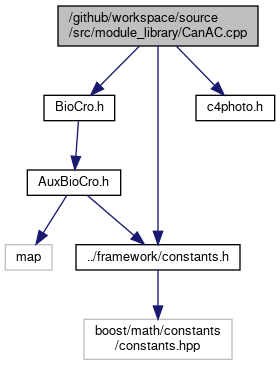 /github/workspace/source
/src/module_library/CanAC.cpp
BioCro.h
c4photo.h
AuxBioCro.h
map
../framework/constants.h
boost/math/constants
/constants.hpp